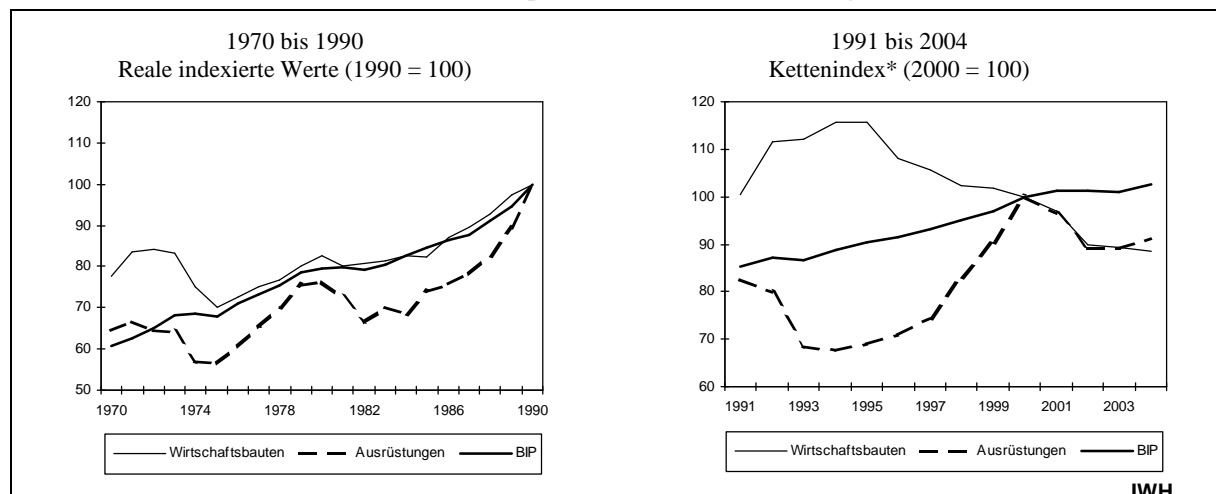 1970 bis 1990
Reale indexierte Werte (1990 = 100)
120
110
100
90
80
70
60
50
1970 1974 1978 1982 1986 1990
Wirtschaftsbauten Ausrüstungen BIP
1991 bis 2004
Kettenindex* (2000 = 100)
120
110
100
90
80
70
60
1991 1993 1995 1997 1999 2001 2003
Wirtschaftsbauten Ausrüstungen BIP
IWH